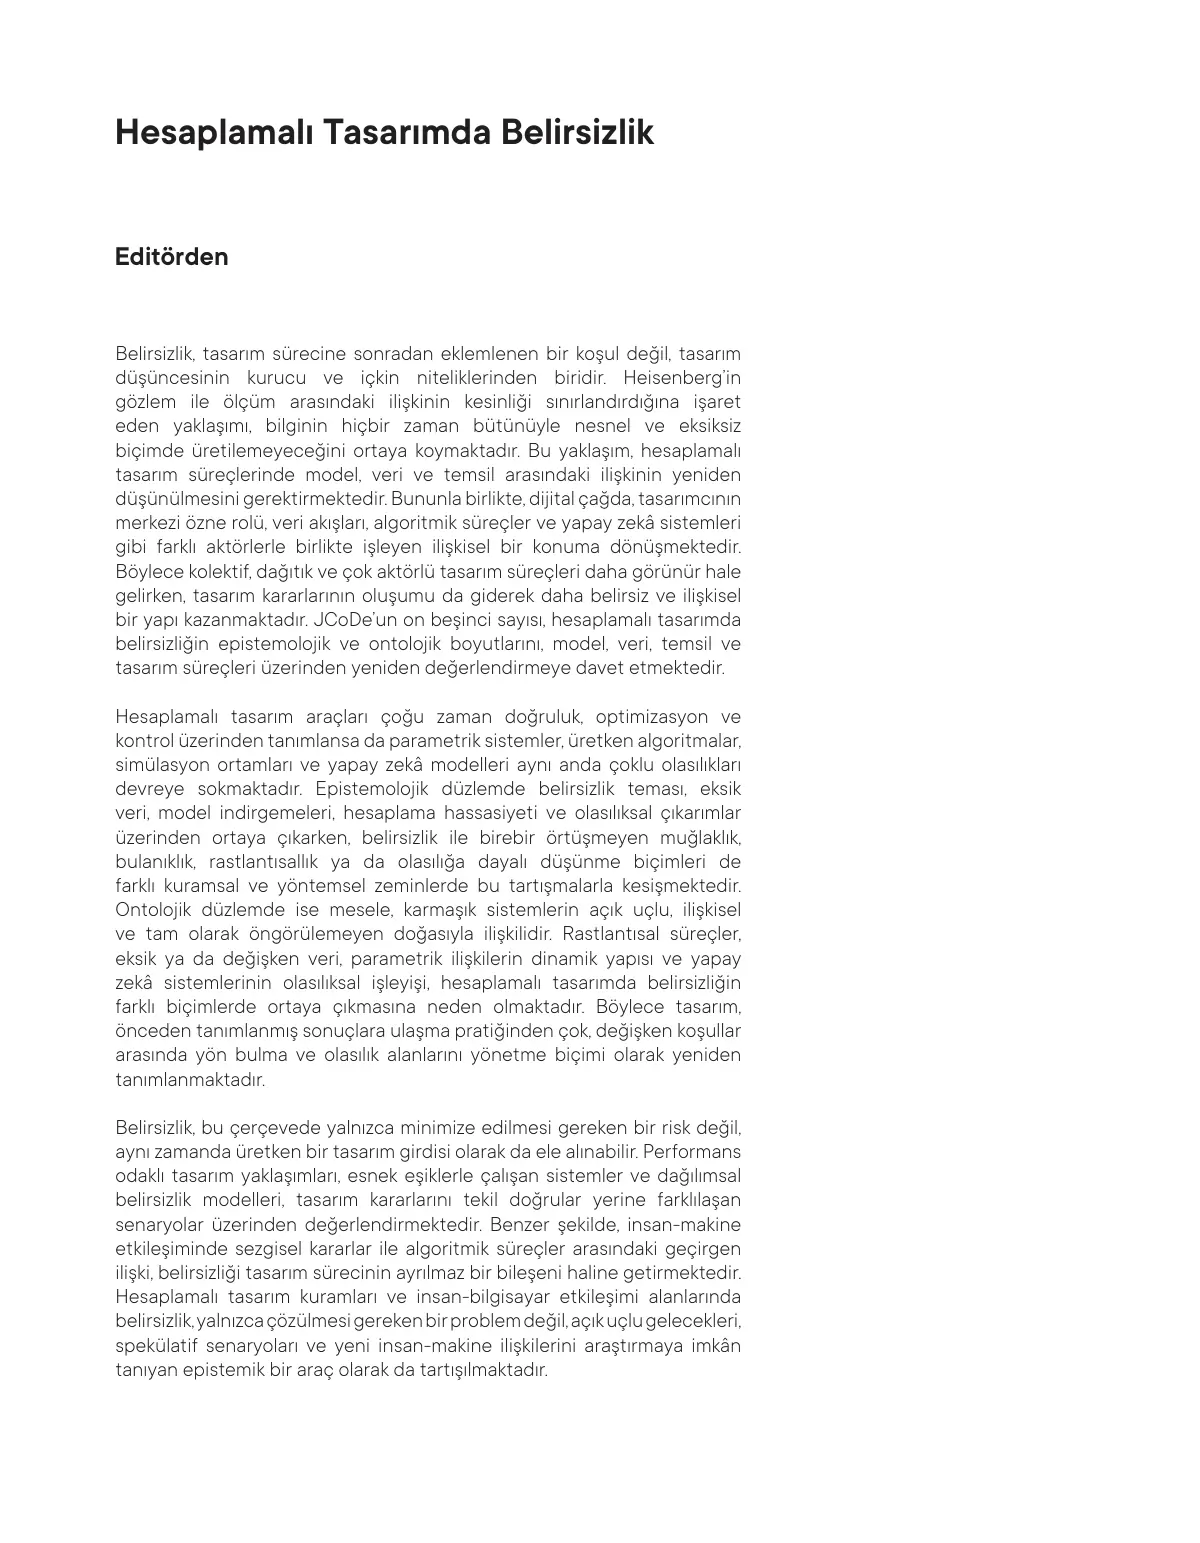 Hesaplamalı Tasarımda Belirsizlik
Editörden
Belirsizlik, tasarım sürecine sonradan eklemlenen bir koşul değil, tasarım
düşüncesinin kurucu ve içkin niteliklerinden biridir. Heisenberg’in
gözlem ile ölçüm arasındaki ilişkinin kesinliği sınırlandırdığına işaret
eden yaklaşımı, bilginin hiçbir zaman bütünüyle nesnel ve eksiksiz
biçimde üretilemeyeceğini ortaya koymaktadır. Bu yaklaşım, hesaplamalı
tasarım süreçlerinde model, veri ve temsil arasındaki ilişkinin yeniden
düşünülmesini gerektirmektedir. Bununla birlikte, dijital çağda, tasarımcının
merkezi özne rolü, veri akışları, algoritmik süreçler ve yapay zekâ sistemleri
gibi farklı aktörlerle birlikte işleyen ilişkisel bir konuma dönüşmektedir.
Böylece kolektif, dağıtık ve çok aktörlü tasarım süreçleri daha görünür hale
gelirken, tasarım kararlarının oluşumu da giderek daha belirsiz ve ilişkisel
bir yapı kazanmaktadır. JCoDe’un on beşinci sayısı, hesaplamalı tasarımda
belirsizliğin epistemolojik ve ontolojik boyutlarını, model, veri, temsil ve
tasarım süreçleri üzerinden yeniden değerlendirmeye davet etmektedir.
Hesaplamalı tasarım araçları çoğu zaman doğruluk, optimizasyon ve
kontrol üzerinden tanımlansa da parametrik sistemler, üretken algoritmalar,
simülasyon ortamları ve yapay zekâ modelleri aynı anda çoklu olasılıkları
devreye sokmaktadır. Epistemolojik düzlemde belirsizlik teması, eksik
veri, model indirgemeleri, hesaplama hassasiyeti ve olasılıksal çıkarımlar
üzerinden ortaya çıkarken, belirsizlik ile birebir örtüşmeyen muğlaklık,
bulanıklık, rastlantısallık ya da olasılığa dayalı düşünme biçimleri de
farklı kuramsal ve yöntemsel zeminlerde bu tartışmalarla kesişmektedir.
Ontolojik düzlemde ise mesele, karmaşık sistemlerin açık uçlu, ilişkisel
ve tam olarak öngörülemeyen doğasıyla ilişkilidir. Rastlantısal süreçler,
eksik ya da değişken veri, parametrik ilişkilerin dinamik yapısı ve yapay
zekâ sistemlerinin olasılıksal işleyişi, hesaplamalı tasarımda belirsizliğin
farklı biçimlerde ortaya çıkmasına neden olmaktadır. Böylece tasarım,
önceden tanımlanmış sonuçlara ulaşma pratiğinden çok, değişken koşullar
arasında yön bulma ve olasılık alanlarını yönetme biçimi olarak yeniden
tanımlanmaktadır.
Belirsizlik, bu çerçevede yalnızca minimize edilmesi gereken bir risk değil,
aynı zamanda üretken bir tasarım girdisi olarak da ele alınabilir. Performans
odaklı tasarım yaklaşımları, esnek eşiklerle çalışan sistemler ve dağılımsal
belirsizlik modelleri, tasarım kararlarını tekil doğrular yerine farklılaşan
senaryolar üzerinden değerlendirmektedir. Benzer şekilde, insan-makine
etkileşiminde sezgisel kararlar ile algoritmik süreçler arasındaki geçirgen
ilişki, belirsizliği tasarım sürecinin ayrılmaz bir bileşeni haline getirmektedir.
Hesaplamalı tasarım kuramları ve insan-bilgisayar etkileşimi alanlarında
belirsizlik, yalnızca çözülmesi gereken bir problem değil, açık uçlu gelecekleri,
spekülatif senaryoları ve yeni insan-makine ilişkilerini araştırmaya imkân
tanıyan epistemik bir araç olarak da tartışılmaktadır.